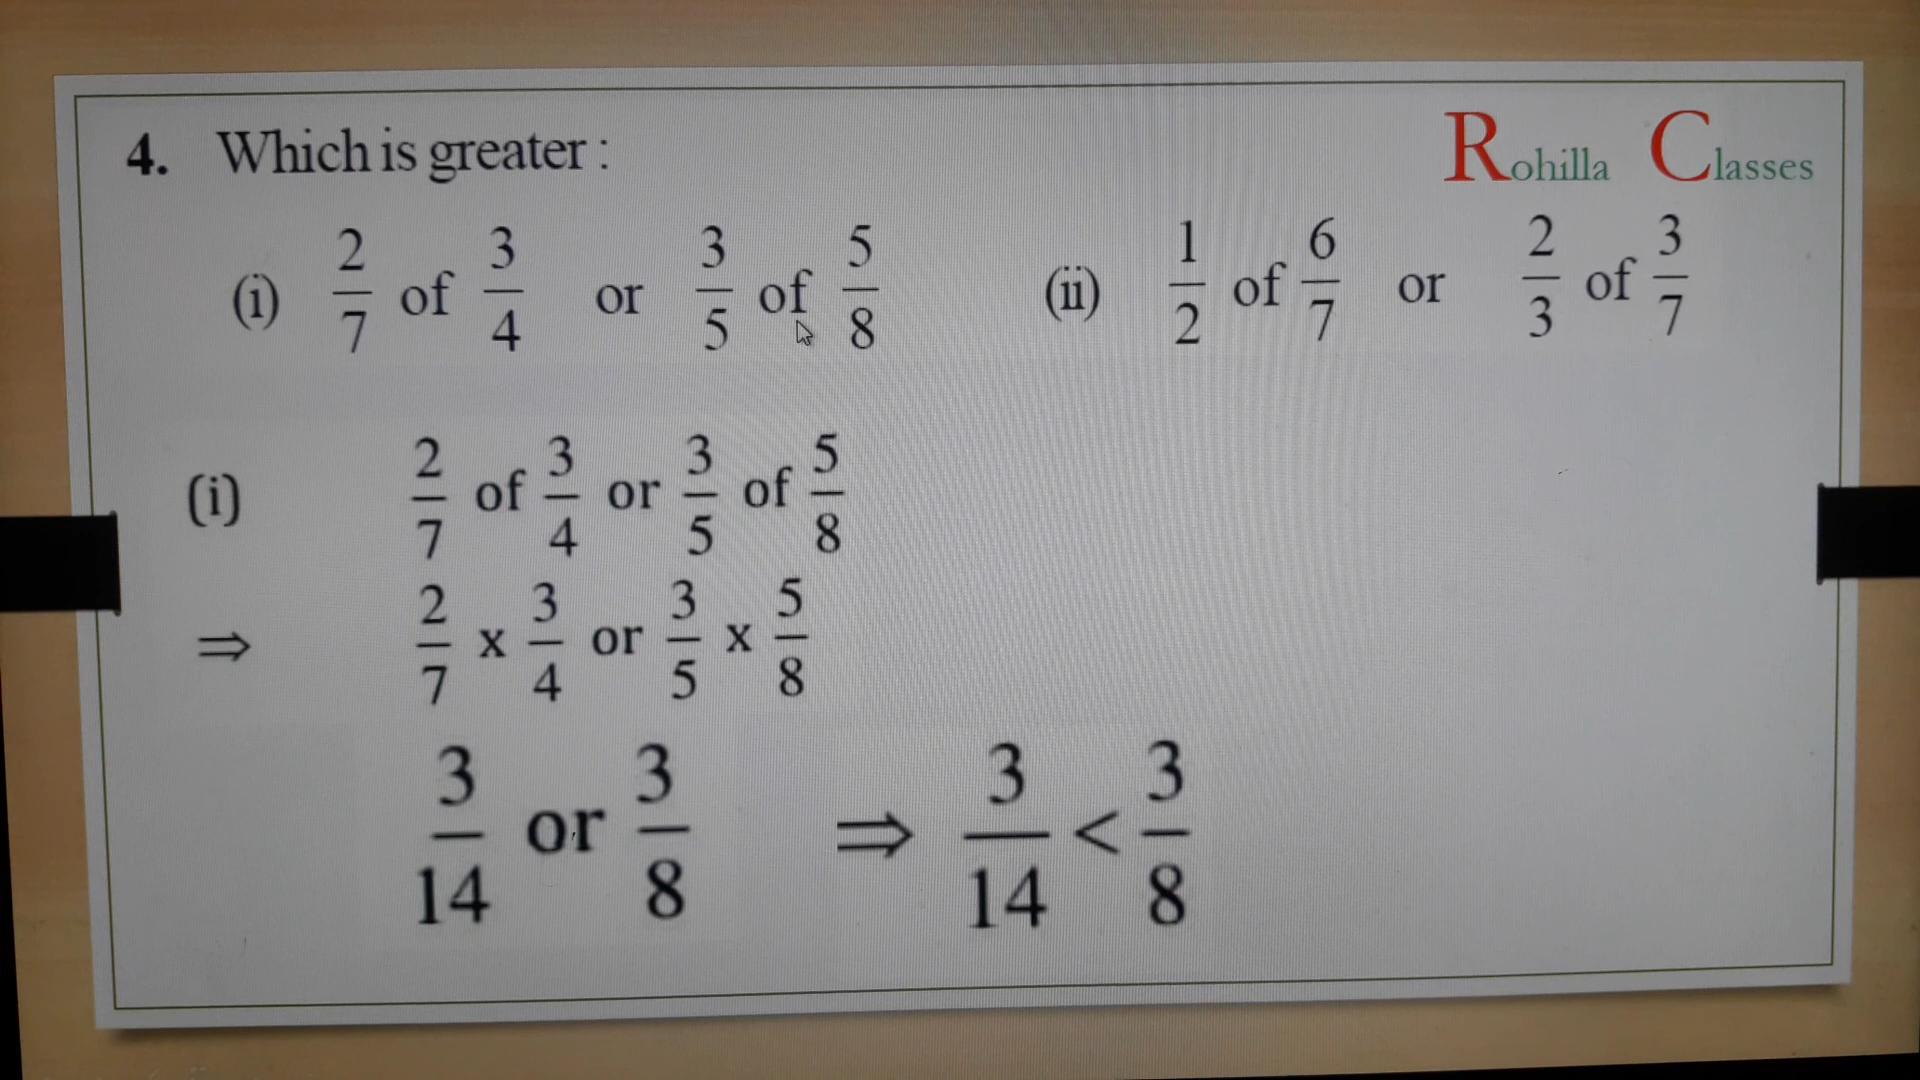 4. Which is greater :
Rohilla Classes
(i) 2/7 of 3/4 or 3/5 of 5/8 (ii) 1/2 of 6/7 or 2/3 of 3/7
(i) 2/7 of 3/4 or 3/5 of 5/8
⇒ 2/7 x 3/4 or 3/5 x 5/8
3/14 or 3/8 ⇒ 3/14 < 3/8